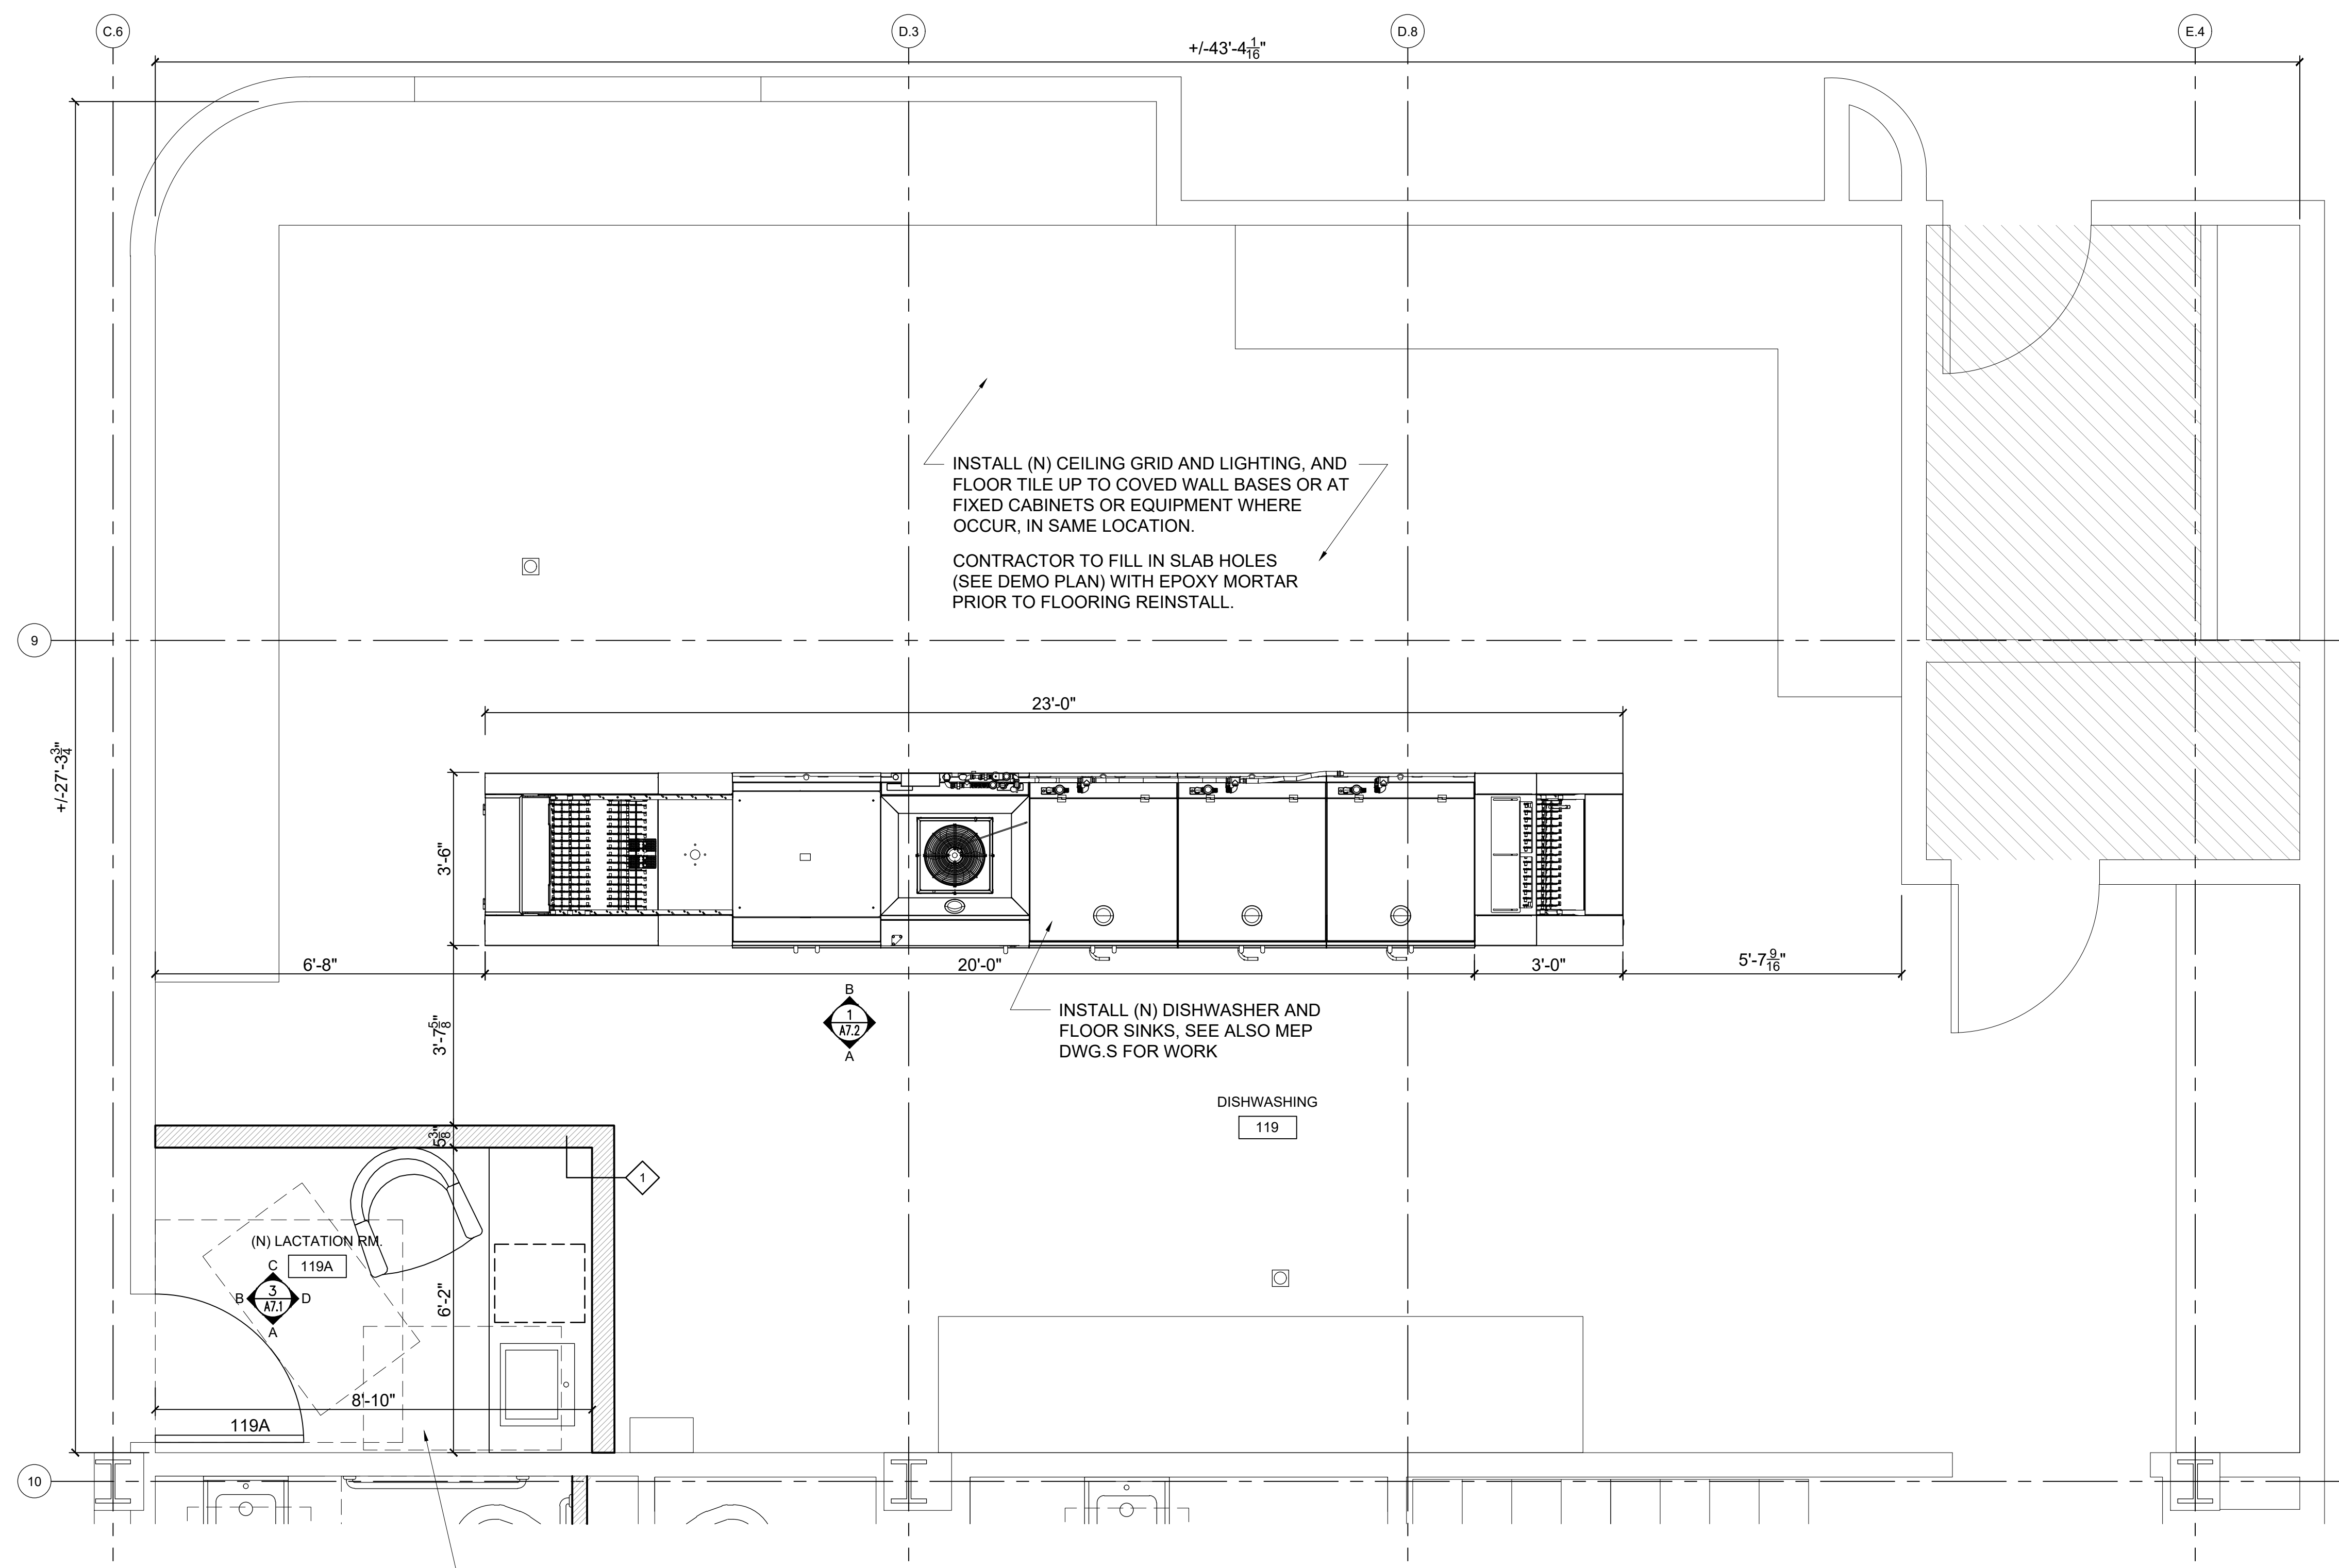 C.6
D.3
D.8
E.4
+/-43'-4 1/16"
INSTALL (N) CEILING GRID AND LIGHTING, AND
FLOOR TILE UP TO COVED WALL BASES OR AT
FIXED CABINETS OR EQUIPMENT WHERE
OCCUR, IN SAME LOCATION.
CONTRACTOR TO FILL IN SLAB HOLES
(SEE DEMO PLAN) WITH EPOXY MORTAR
PRIOR TO FLOORING REINSTALL.
9
23'-0"
+/-27'-3 3/4"
3'-6"
6'-8"
20'-0"
3'-0"
5'-7 9/16"
B
1
A7.2
A
INSTALL (N) DISHWASHER AND
FLOOR SINKS, SEE ALSO MEP
DWG.S FOR WORK
3'-7 5/8"
DISHWASHING
119
5 3/8"
1
(N) LACTATION RM.
119A
C
B
3
A7.1
D
A
6'-2"
8'-10"
119A
10